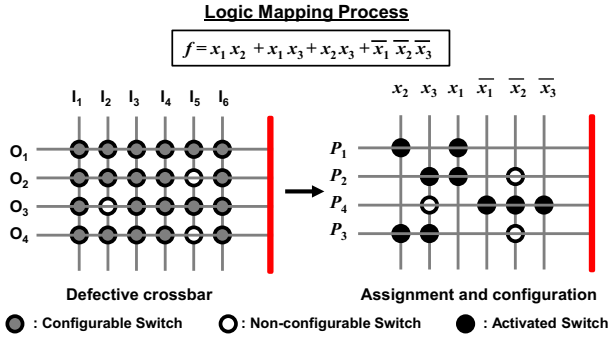 Logic Mapping Process
f = x₁ x₂ + x₁ x₃ + x₂ x₃ + x̅₁ x̅₂ x̅₃
I₁ I₂ I₃ I₄ I₅ I₆
x₂ x₃ x₁ x̅₁ x̅₂ x̅₃
O₁
O₂
O₃
O₄
P₁
P₂
P₄
P₃
Defective crossbar
Assignment and configuration
: Configurable Switch
: Non-configurable Switch
: Activated Switch